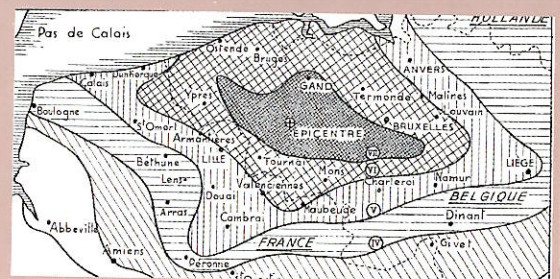 HOLLANDE
Pas de Calais
Ostende
Bruges
ANVERS
Dunkerque
Calais
GAND
Ypres
Termonde
Malines
Boulogne
Louvain
St Omer
BRUXELLES
EPICENTRE
Armentières
LILLE
Tournai
LIÈGE
Béthune
VII
VI
Mons
Namur
Lens
Valenciennes
Charleroi
Douai
BELGIQUE
Arras
Maubeuge
V
Dinant
Cambrai
Abbeville
FRANCE
IV
Givet
Amiens
Péronne